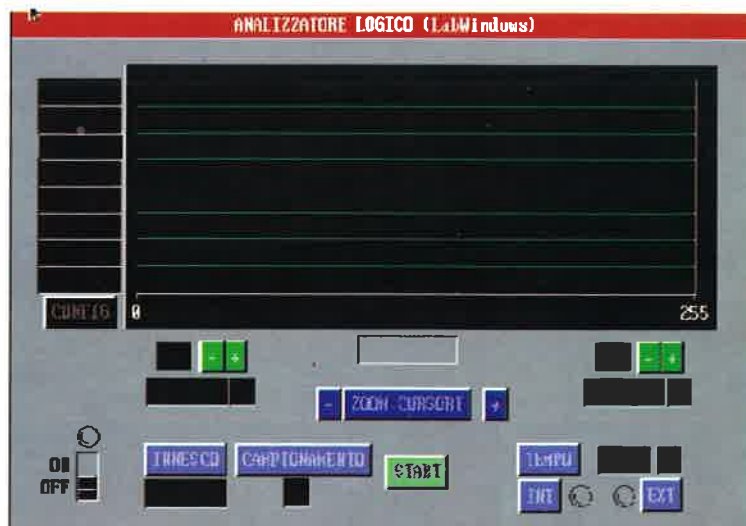 ANALIZZATORE LOGICO (LabWindows)
CONFIG 0 255
- + - +
- ZOOM CURSORI +
ON
OFF
INNESCO CAMPIONAMENTO START TEMPO
INT EXT